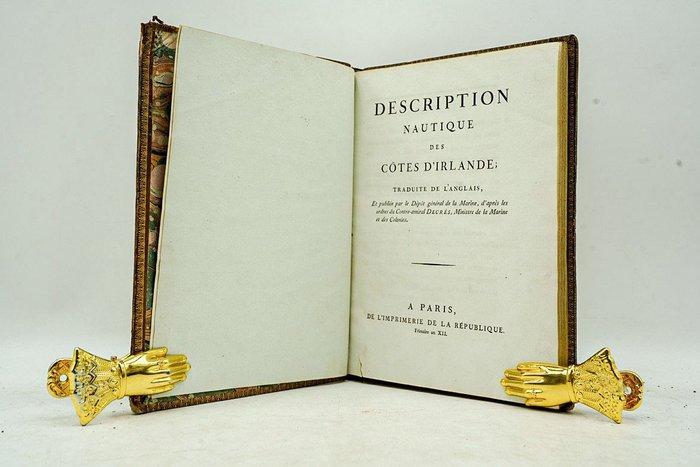 DESCRIPTION
NAUTIQUE
DES
CÔTES D'IRLANDE;
TRADUITE DE L'ANGLAIS,
Et publiée par le Dépôt général de la Marine, d'après les
ordres du Contre-amiral DECRÈS, Ministre de la Marine
et des Colonies.
A PARIS,
DE L'IMPRIMERIE DE LA RÉPUBLIQUE.
Frimaire an XII.